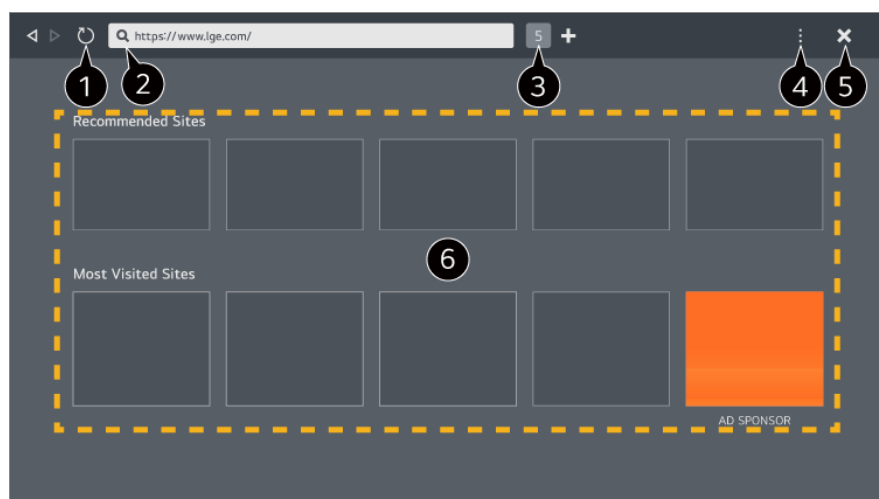 https://www.lge.com/ 5
1 2 3 4 5
Recommended Sites
6
Most Visited Sites
AD SPONSOR